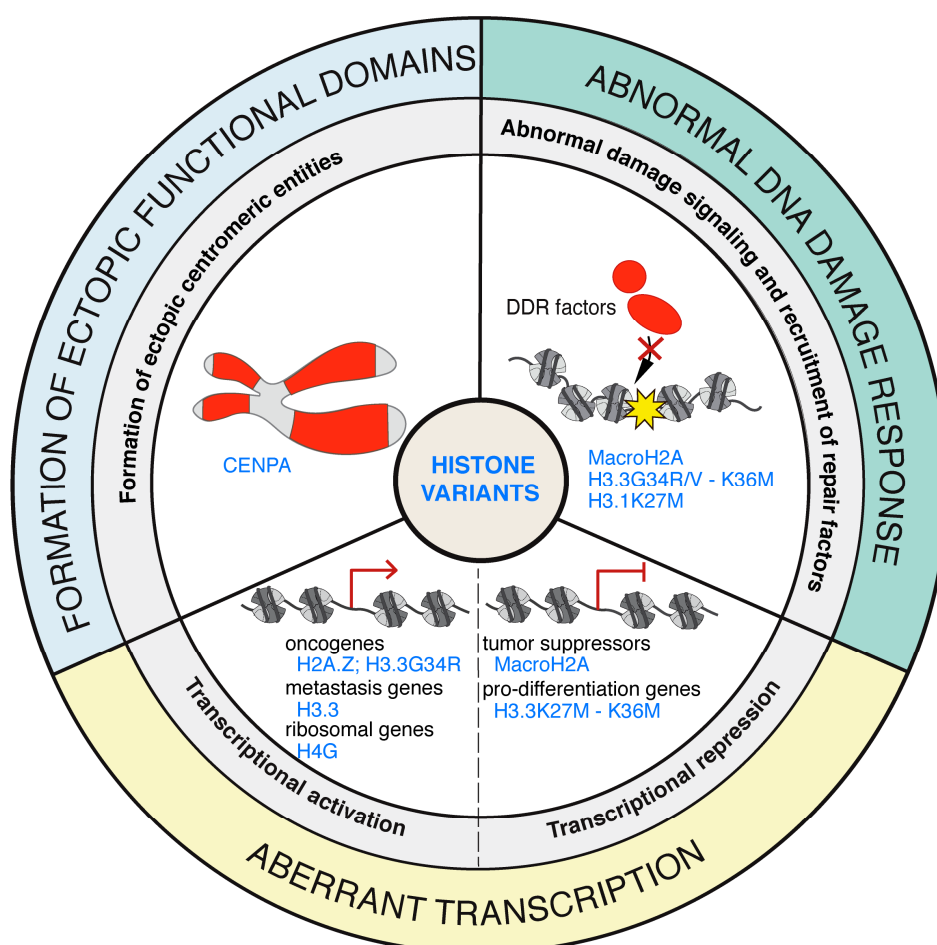 FORMATION OF ECTOPIC FUNCTIONAL DOMAINS
Formation of ectopic centromeric entities
CENPA
ABNORMAL DNA DAMAGE RESPONSE
Abnormal damage signaling and recruitment of repair factors
DDR factors
MacroH2A
H3.3G34R/V - K36M
H3.1K27M
HISTONE
VARIANTS
oncogenes
H2A.Z; H3.3G34R
metastasis genes
H3.3
ribosomal genes
H4G
Transcriptional activation
tumor suppressors
MacroH2A
pro-differentiation genes
H3.3K27M - K36M
Transcriptional repression
ABERRANT TRANSCRIPTION